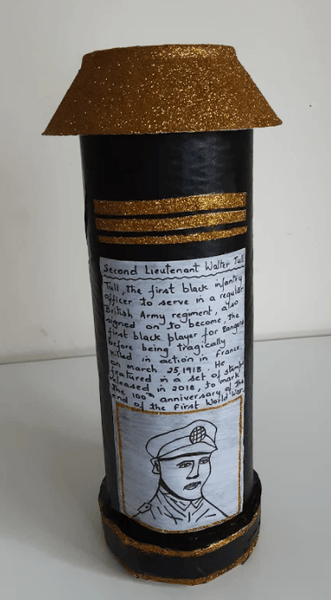 Second Lieutenant Walter Tull
Tull, the first black infantry
officer to serve in a regular
British Army regiment, also
signed on to become the
first black player for Rangers
before being tragically
killed in action in France
on march 25, 1918. He
featured in a set of stamps
released in 2018, to mark
the 100th anniversary of the
end of the First World War